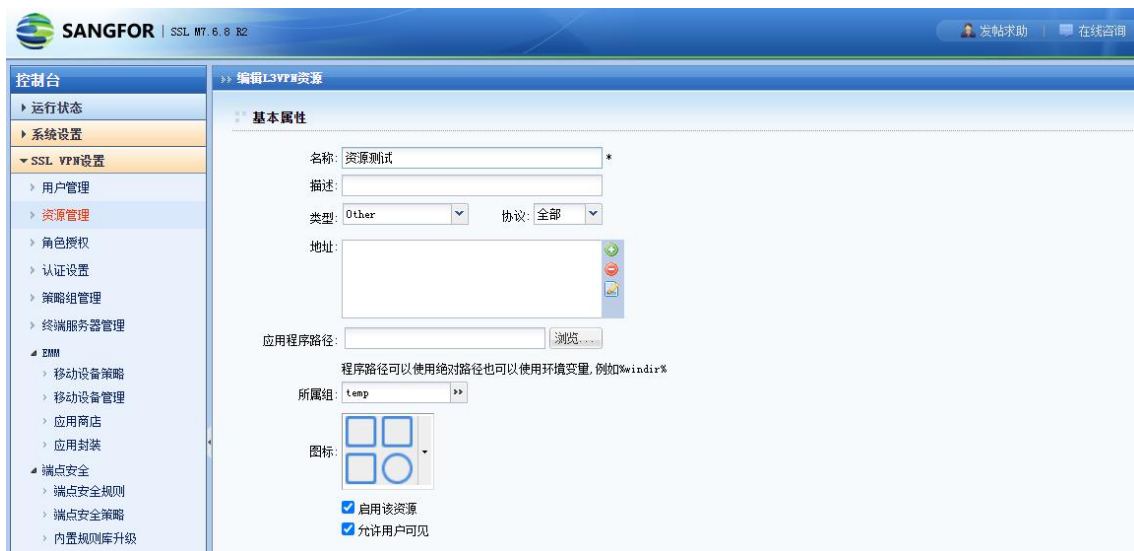 SANGFOR | SSL M7.6.8 R2
发帖求助 | 在线咨询
控制台
运行状态
系统设置
SSL VPN设置
用户管理
资源管理
角色授权
认证设置
策略组管理
终端服务器管理
EMM
移动设备策略
移动设备管理
应用商店
应用封装
端点安全
端点安全规则
端点安全策略
内置规则库升级
编辑L3VPN资源
基本属性
名称: 资源测试 *
描述:
类型: Other 协议: 全部
地址:
应用程序路径: 浏览...
程序路径可以使用绝对路径也可以使用环境变量,例如%windir%
所属组: temp
图标:
启用该资源
允许用户可见